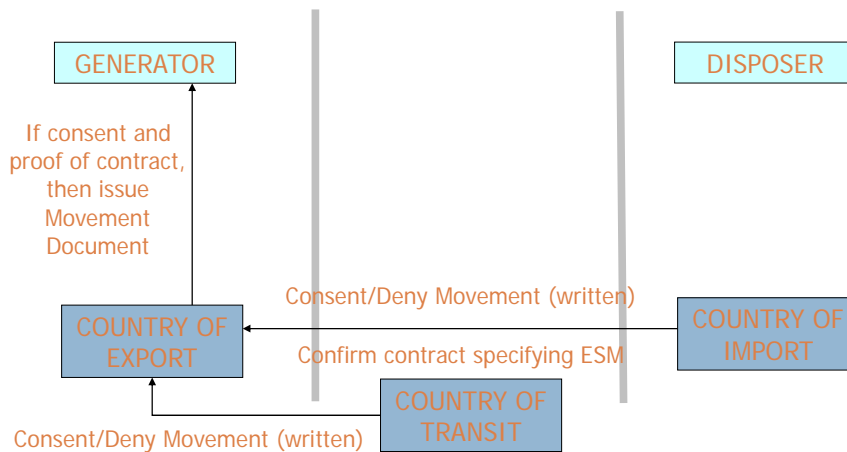 GENERATOR
DISPOSER
If consent and
proof of contract,
then issue
Movement
Document
Consent/Deny Movement (written)
COUNTRY OF
EXPORT
COUNTRY OF
IMPORT
Confirm contract specifying ESM
COUNTRY OF
TRANSIT
Consent/Deny Movement (written)